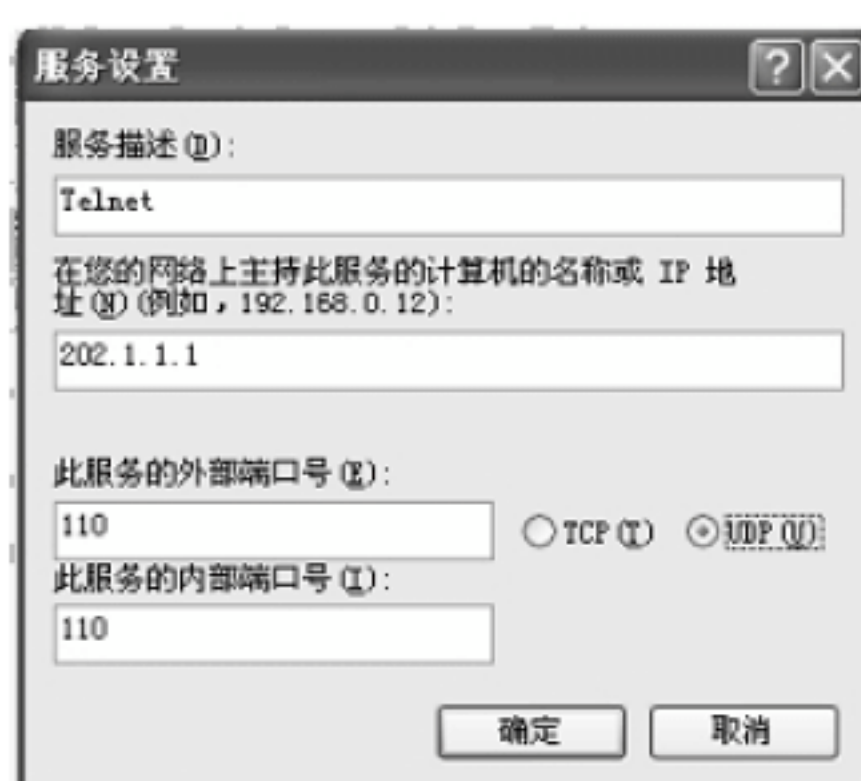 服务设置
服务描述(D):
Telnet
在您的网络上主持此服务的计算机的名称或 IP 地
址(N)(例如，192.168.0.12):
202.1.1.1
此服务的外部端口号(E):
110
TCP(T)
UDP(U)
此服务的内部端口号(I):
110
确定
取消